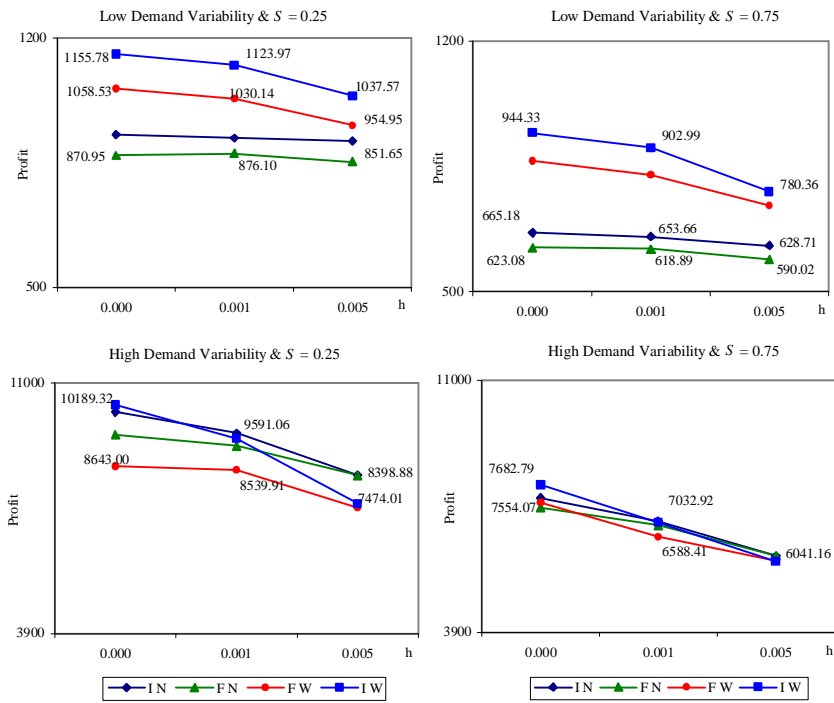 Low Demand Variability & S = 0.25
1200
1155.78
1123.97
1058.53
1030.14
1037.57
954.95
870.95
876.10
851.65
Profit
500
0.000
0.001
0.005
h
Low Demand Variability & S = 0.75
1200
944.33
902.99
780.36
665.18
653.66
628.71
623.08
618.89
590.02
Profit
500
0.000
0.001
0.005
h
High Demand Variability & S = 0.25
11000
10189.32
9591.06
8643.00
8539.91
8398.88
7474.01
Profit
3900
0.000
0.001
0.005
h
I N
F N
F W
I W
High Demand Variability & S = 0.75
11000
7682.79
7554.07
7032.92
6588.41
6041.16
Profit
3900
0.000
0.001
0.005
h
I N
F N
F W
I W